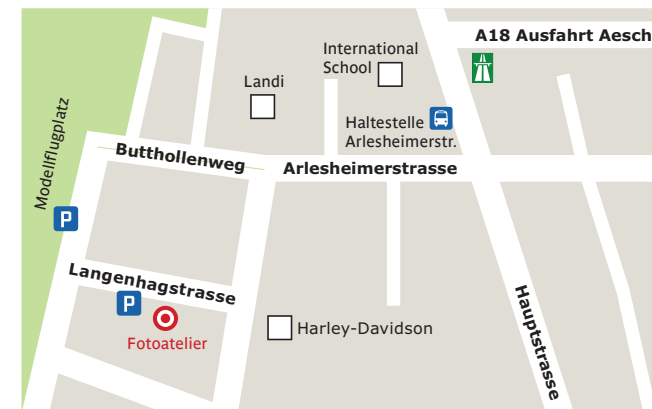 A18 Ausfahrt Aesch
International
School
Landi
Haltestelle
Arlesheimerstr.
Modellflugplatz
Butthollenweg
Arlesheimerstrasse
P
Langenhagstrasse
P
Fotoatelier
Harley-Davidson
Hauptstrasse